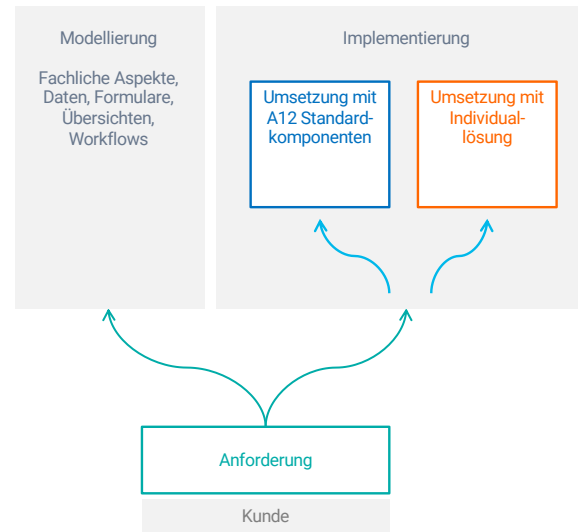 Modellierung
Fachliche Aspekte,
Daten, Formulare,
Übersichten,
Workflows
Implementierung
Umsetzung mit
A12 Standard-
komponenten
Umsetzung mit
Individual-
lösung
Anforderung
Kunde